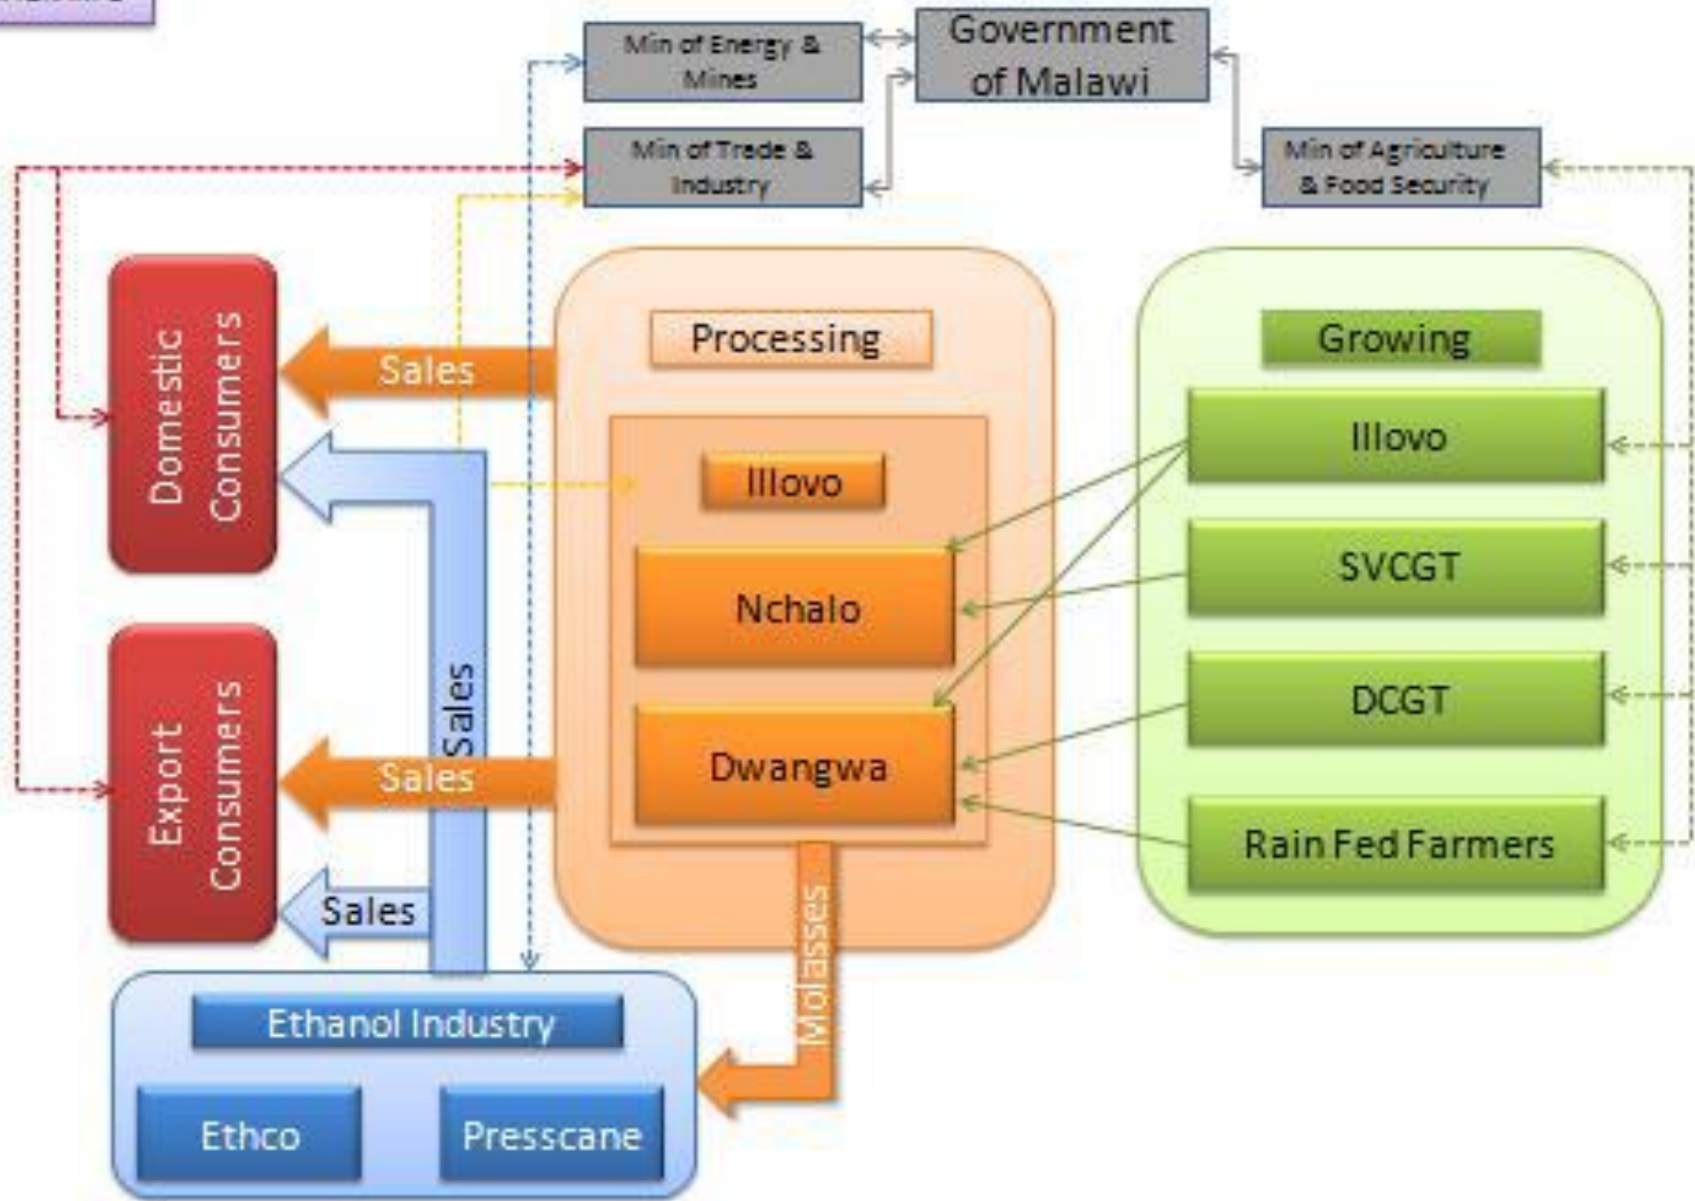 Min of Energy &
Mines
Government
of Malawi
Min of Trade &
Industry
Min of Agriculture
& Food Security
Domestic
Consumers
Sales
Processing
Growing
Illovo
Illovo
Nchalo
SVCGT
Sales
DCGT
Export
Consumers
Sales
Dwangwa
Rain Fed Farmers
Sales
Molasses
Ethanol Industry
Ethco
Presscane